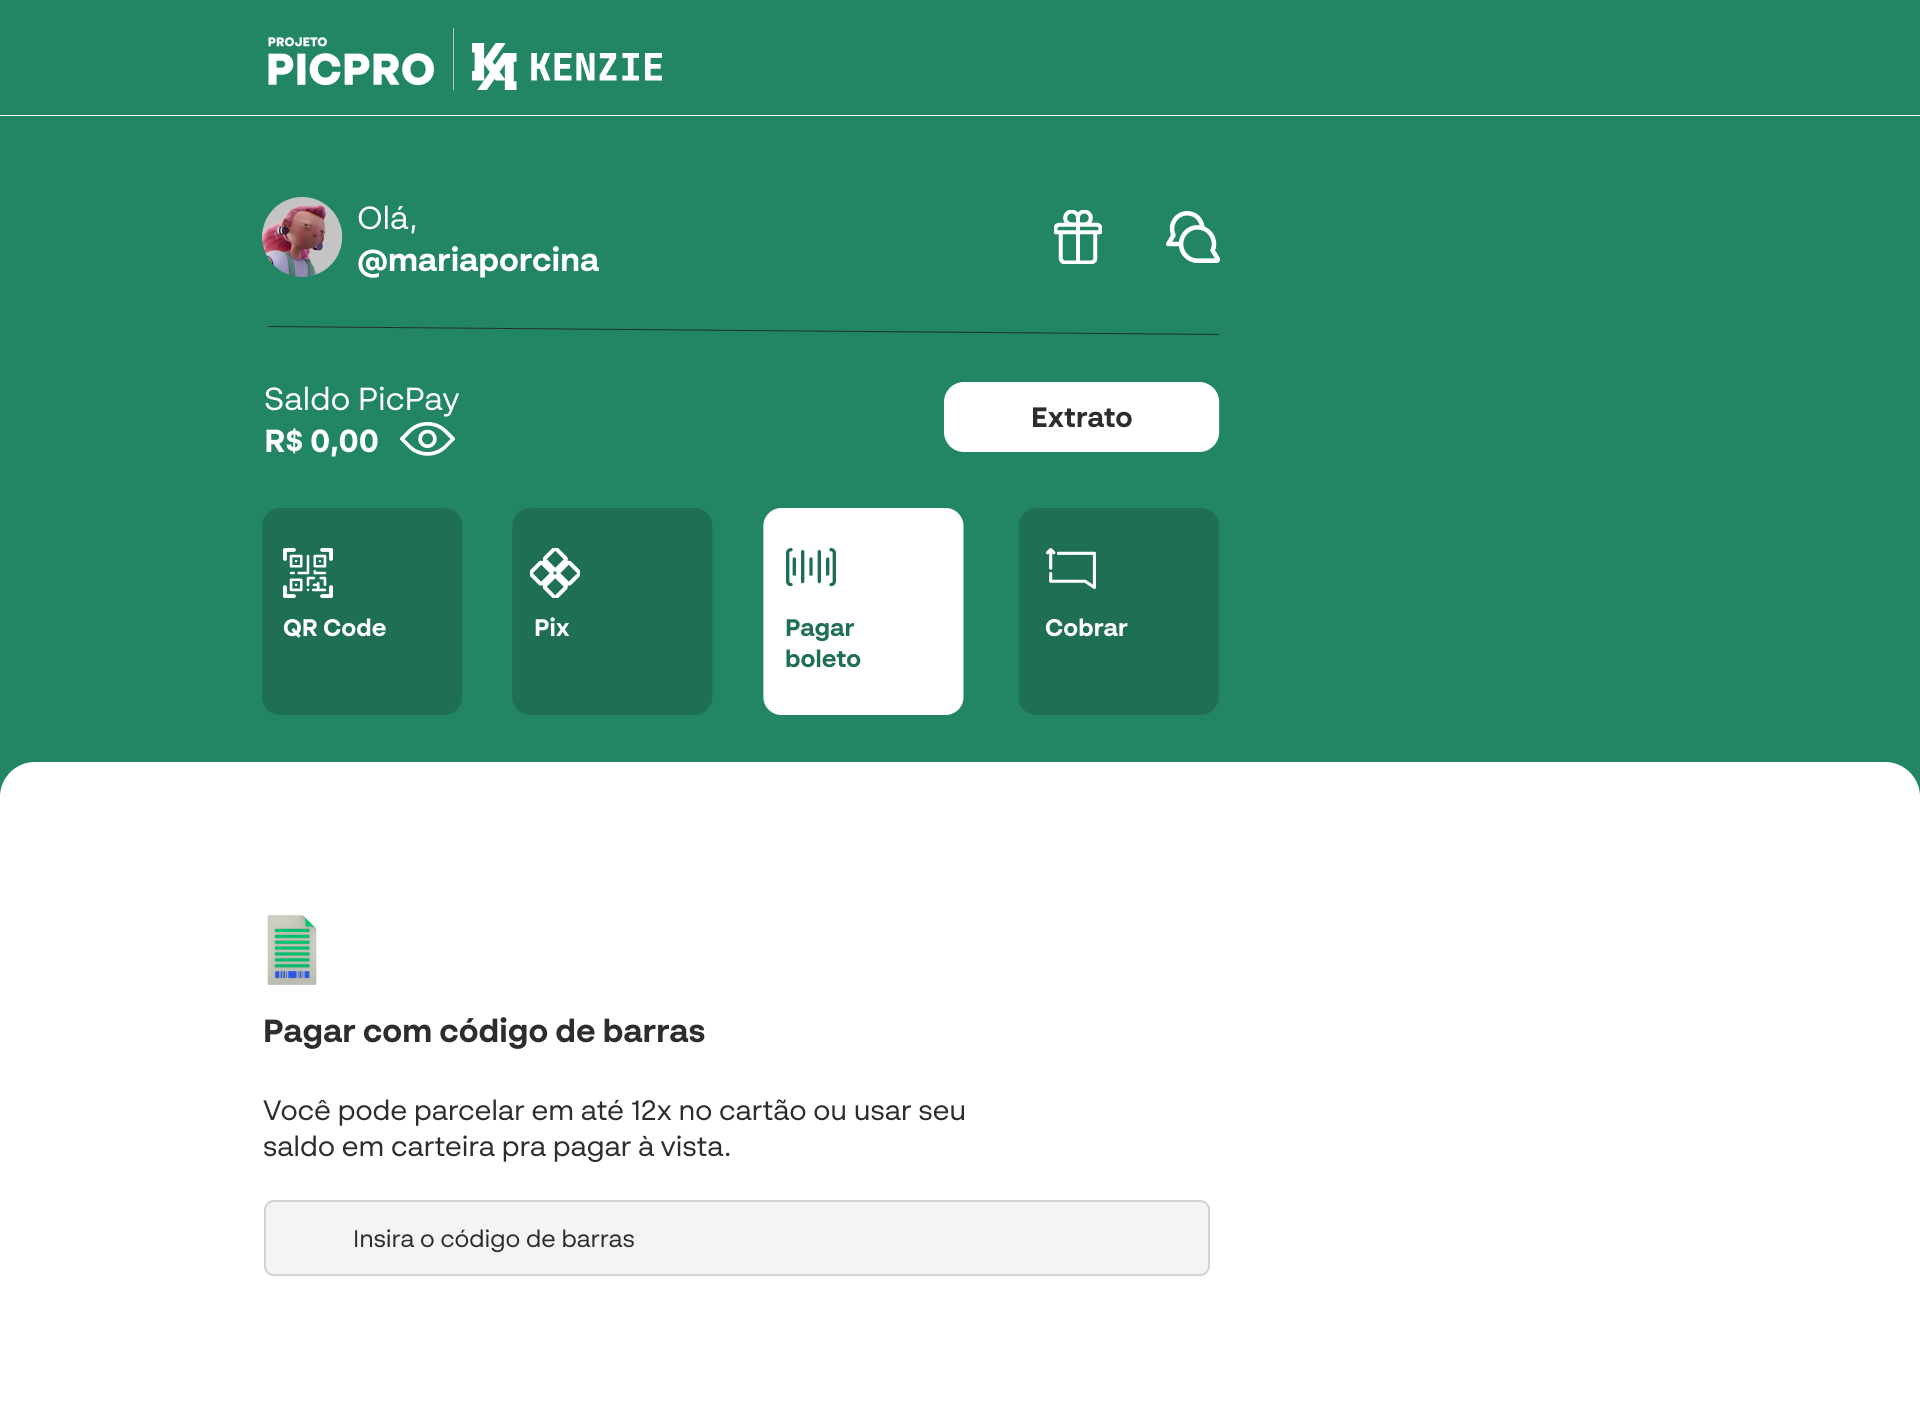 PROJETO
PICPRO
KENZIE
Olá,
@mariaporcina
Saldo PicPay
R$ 0,00
Extrato
QR Code
Pix
Pagar
boleto
Cobrar
Pagar com código de barras
Você pode parcelar em até 12x no cartão ou usar seu
saldo em carteira pra pagar à vista.
Insira o código de barras